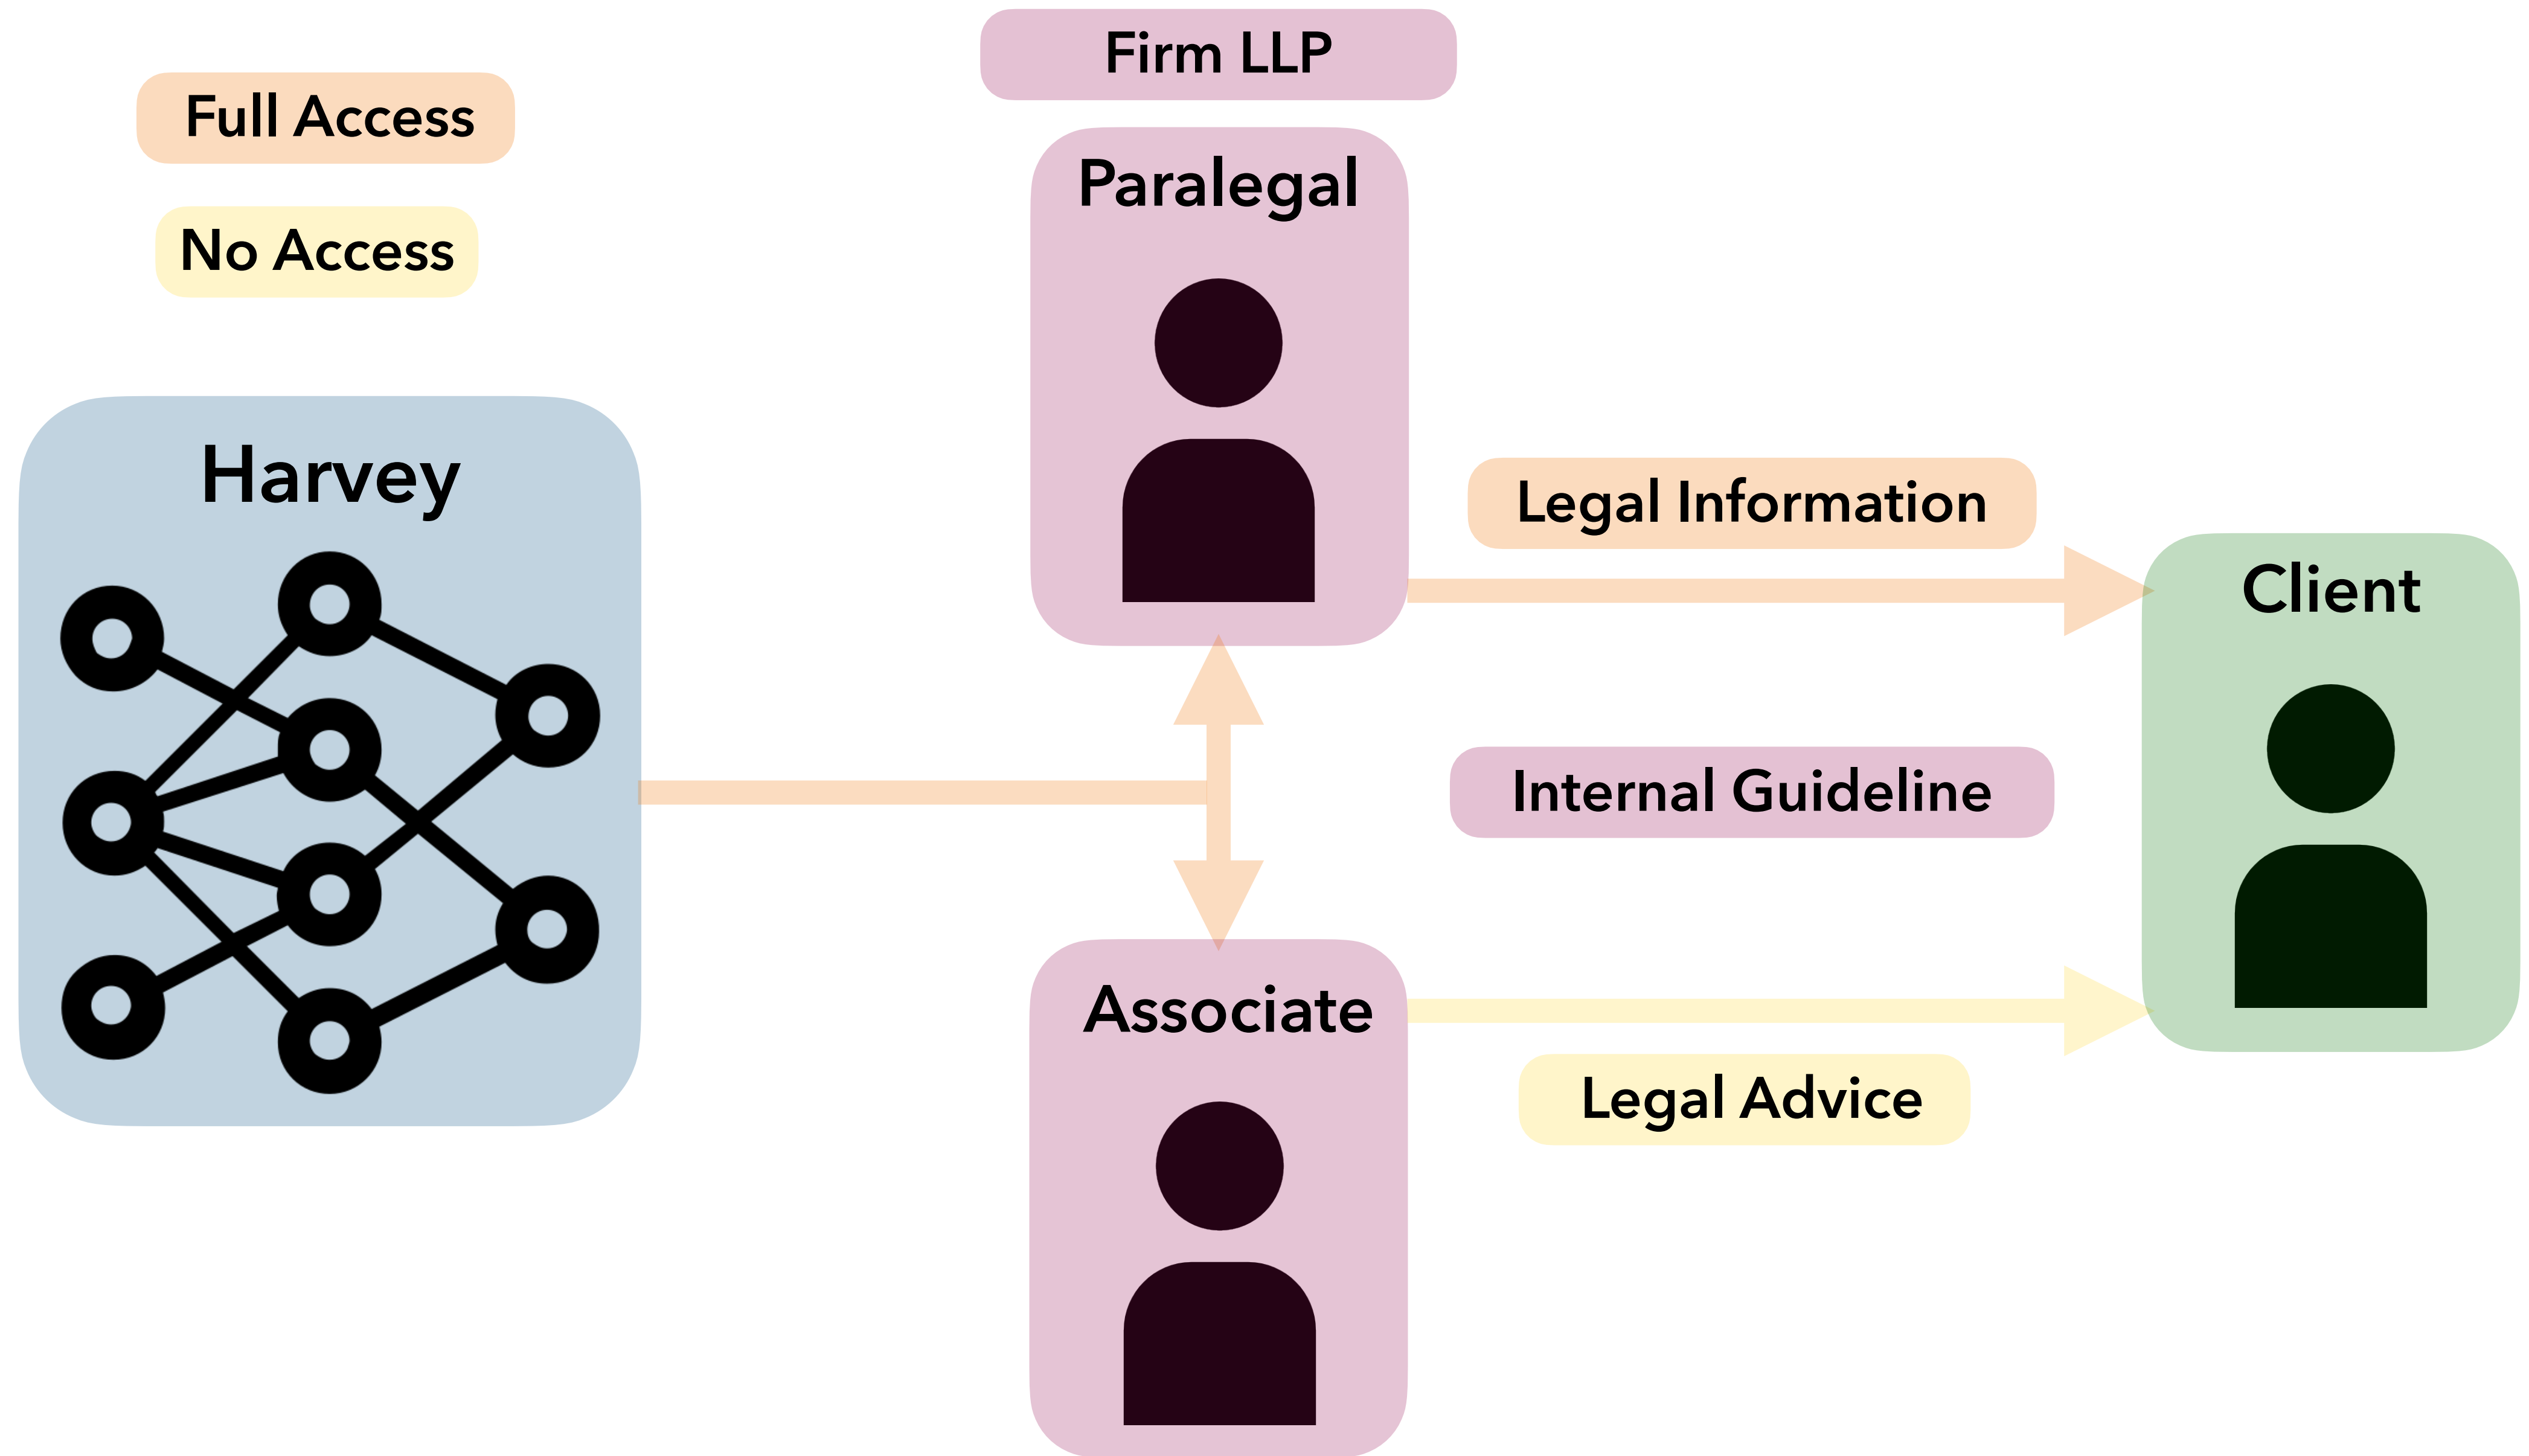 Firm LLP
Full Access
No Access
Paralegal
Harvey
Legal Information
Client
Internal Guideline
Associate
Legal Advice